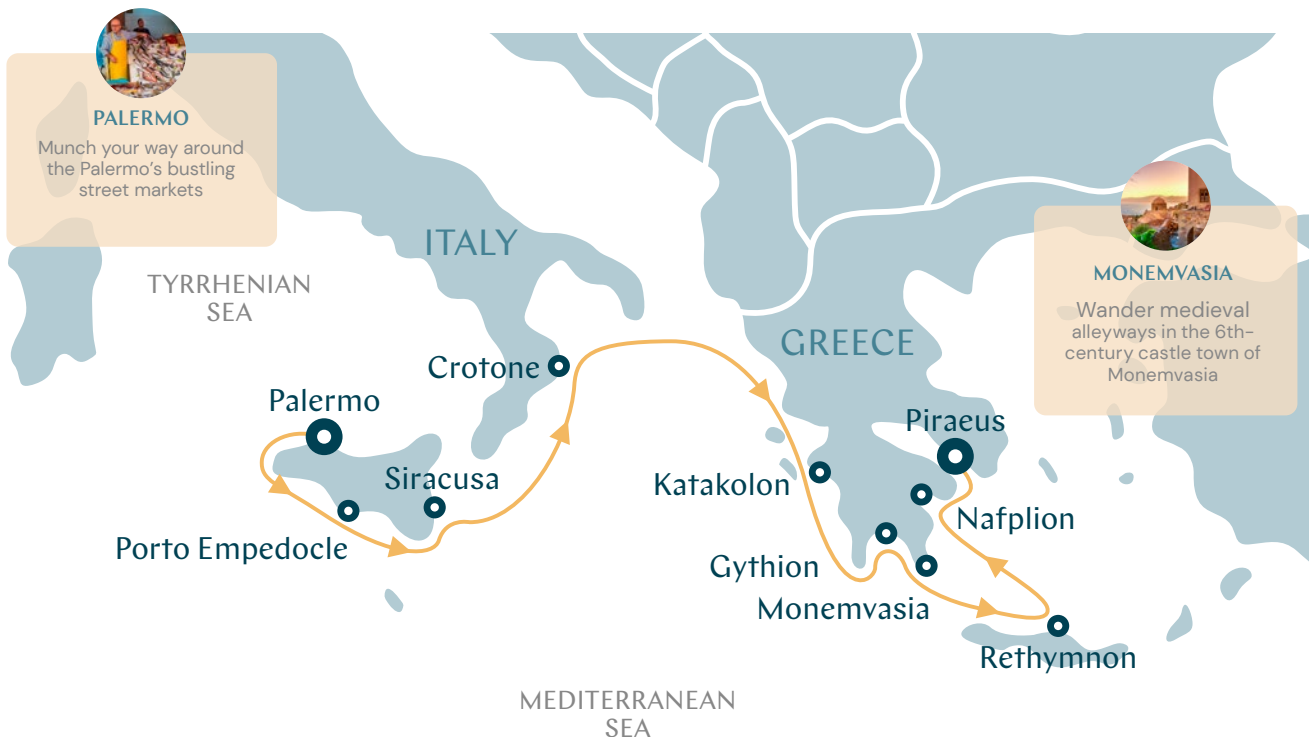 PALERMO
Munch your way around
the Palermo's bustling
street markets
MONEMVASIA
Wander medieval
alleyways in the 6th-
century castle town of
Monemvasia
ITALY
TYRRHENIAN
SEA
GREECE
Crotone
Palermo
Piraeus
Siracusa
Katakolon
Nafplion
Porto Empedocle
Gythion
Monemvasia
Rethymnon
MEDITERRANEAN
SEA